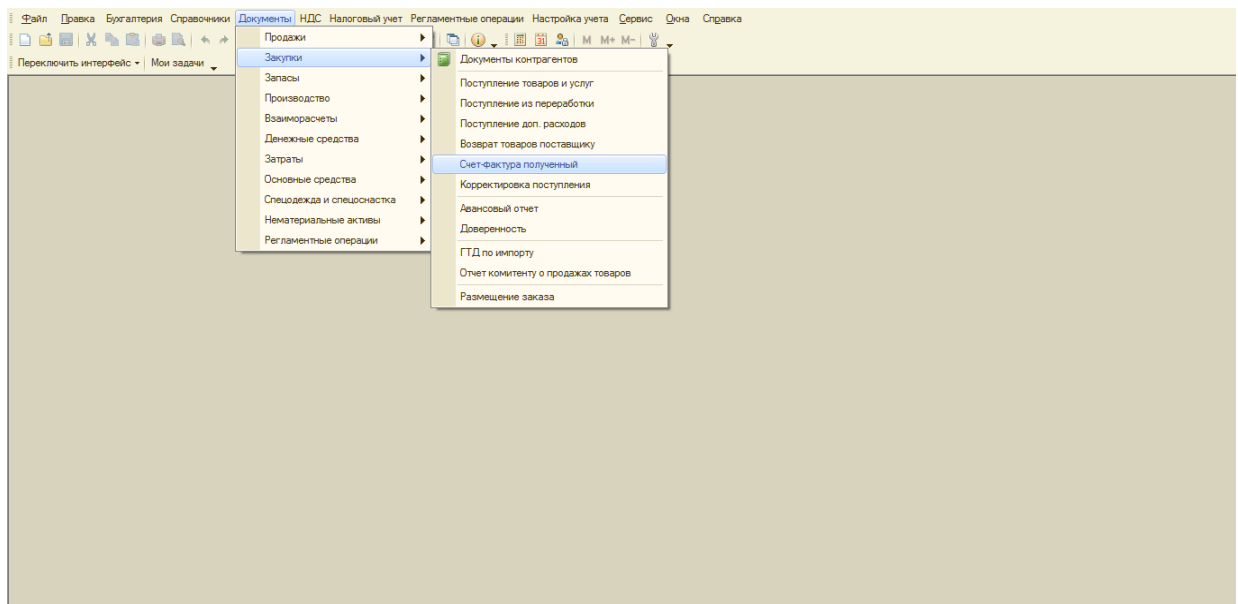 Файл Правка Бухгалтерия Справочники Документы НДС Налоговый учет Регламентные операции Настройка учета Сервис Окна Справка
M M+ M-
Переключить интерфейс Мои задачи
Продажи
Закупки
Запасы
Производство
Взаиморасчеты
Денежные средства
Затраты
Основные средства
Спецодежда и спецоснастка
Нематериальные активы
Регламентные операции
Документы контрагентов
Поступление товаров и услуг
Поступление из переработки
Поступление доп. расходов
Возврат товаров поставщику
Счет-фактура полученный
Корректировка поступления
Авансовый отчет
Доверенность
ГТД по импорту
Отчет комитенту о продажах товаров
Размещение заказа